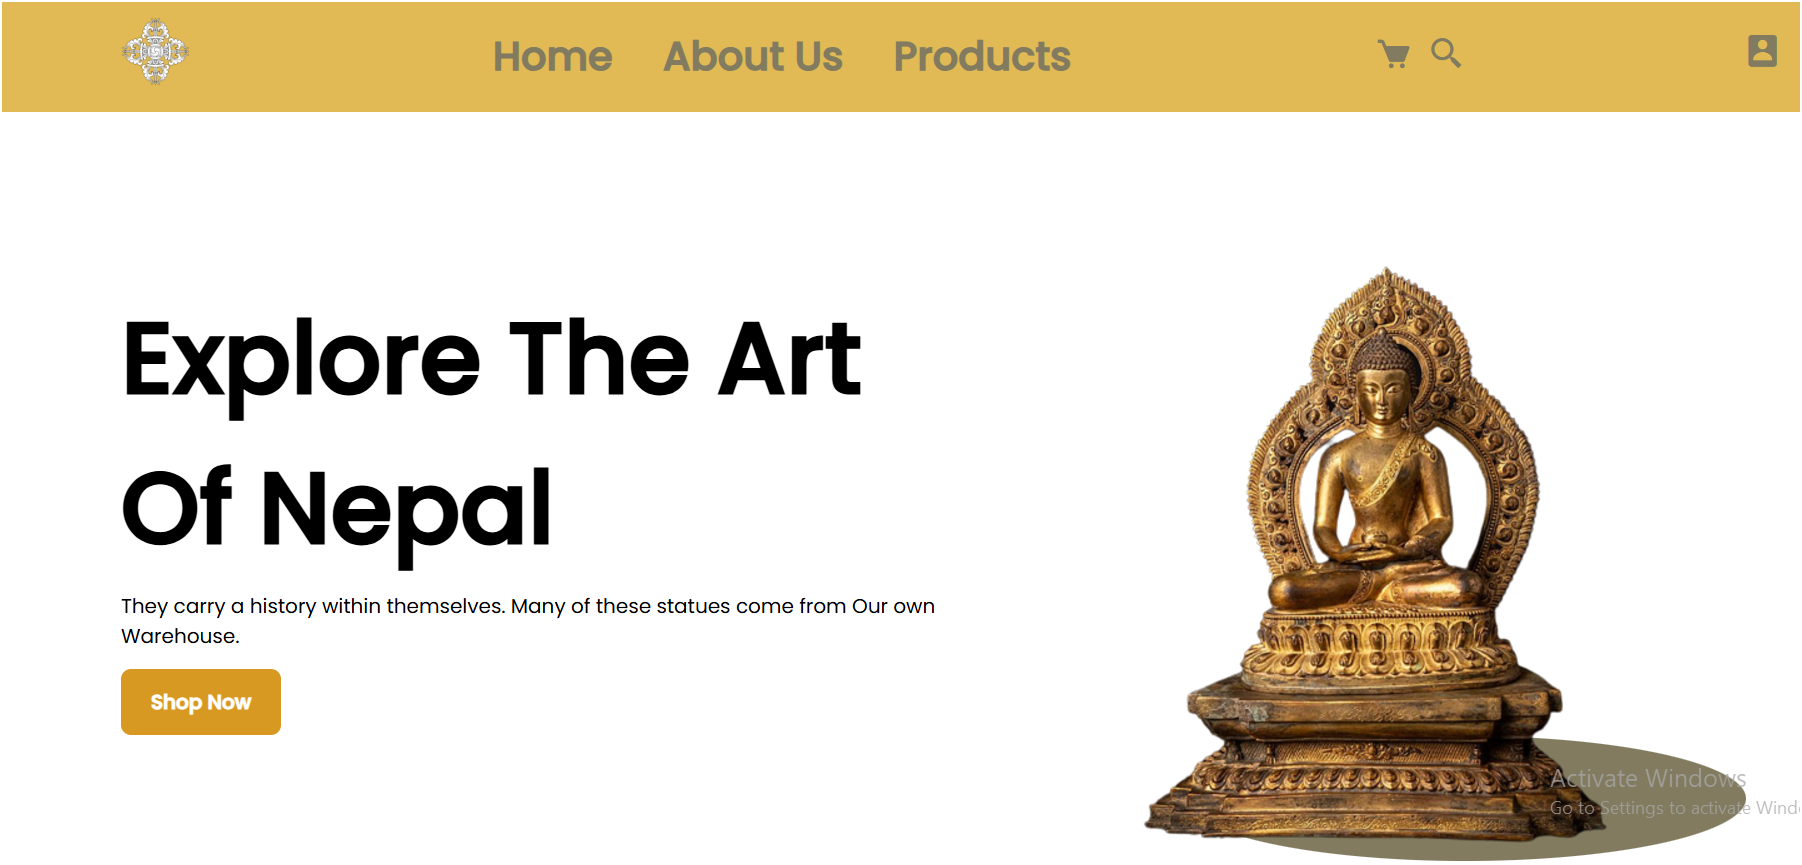 Home About Us Products
Explore The Art
Of Nepal
They carry a history within themselves. Many of these statues come from Our own
Warehouse.
Shop Now
Activate Windows
Go to Settings to activate Wind